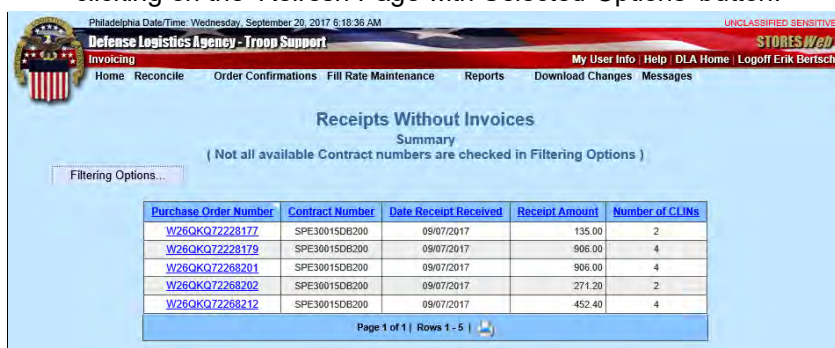 clicking on the "Refresh Page with Selected Options" button.
Philadelphia Date/Time: Wednesday, September 20, 2017 6:18:36 AM UNCLASSIFIED SENSITIVE
Defense Logistics Agency - Troop Support STORESWeb
Invoicing My User Info | Help | DLA Home | Logoff Erik Bertsch
Home Reconcile Order Confirmations Fill Rate Maintenance Reports Download Changes Messages
Receipts Without Invoices
Summary
( Not all available Contract numbers are checked in Filtering Options )
Filtering Options...
Purchase Order Number Contract Number Date Receipt Received Receipt Amount Number of CLINs
W26QKQ72228177 SPE30015DB200 09/07/2017 135.00 2
W26QKQ72228179 SPE30015DB200 09/07/2017 906.00 4
W26QKQ72268201 SPE30015DB200 09/07/2017 906.00 4
W26QKQ72268202 SPE30015DB200 09/07/2017 271.20 2
W26QKQ72268212 SPE30015DB200 09/07/2017 452.40 4
Page 1 of 1 | Rows 1 - 5 |